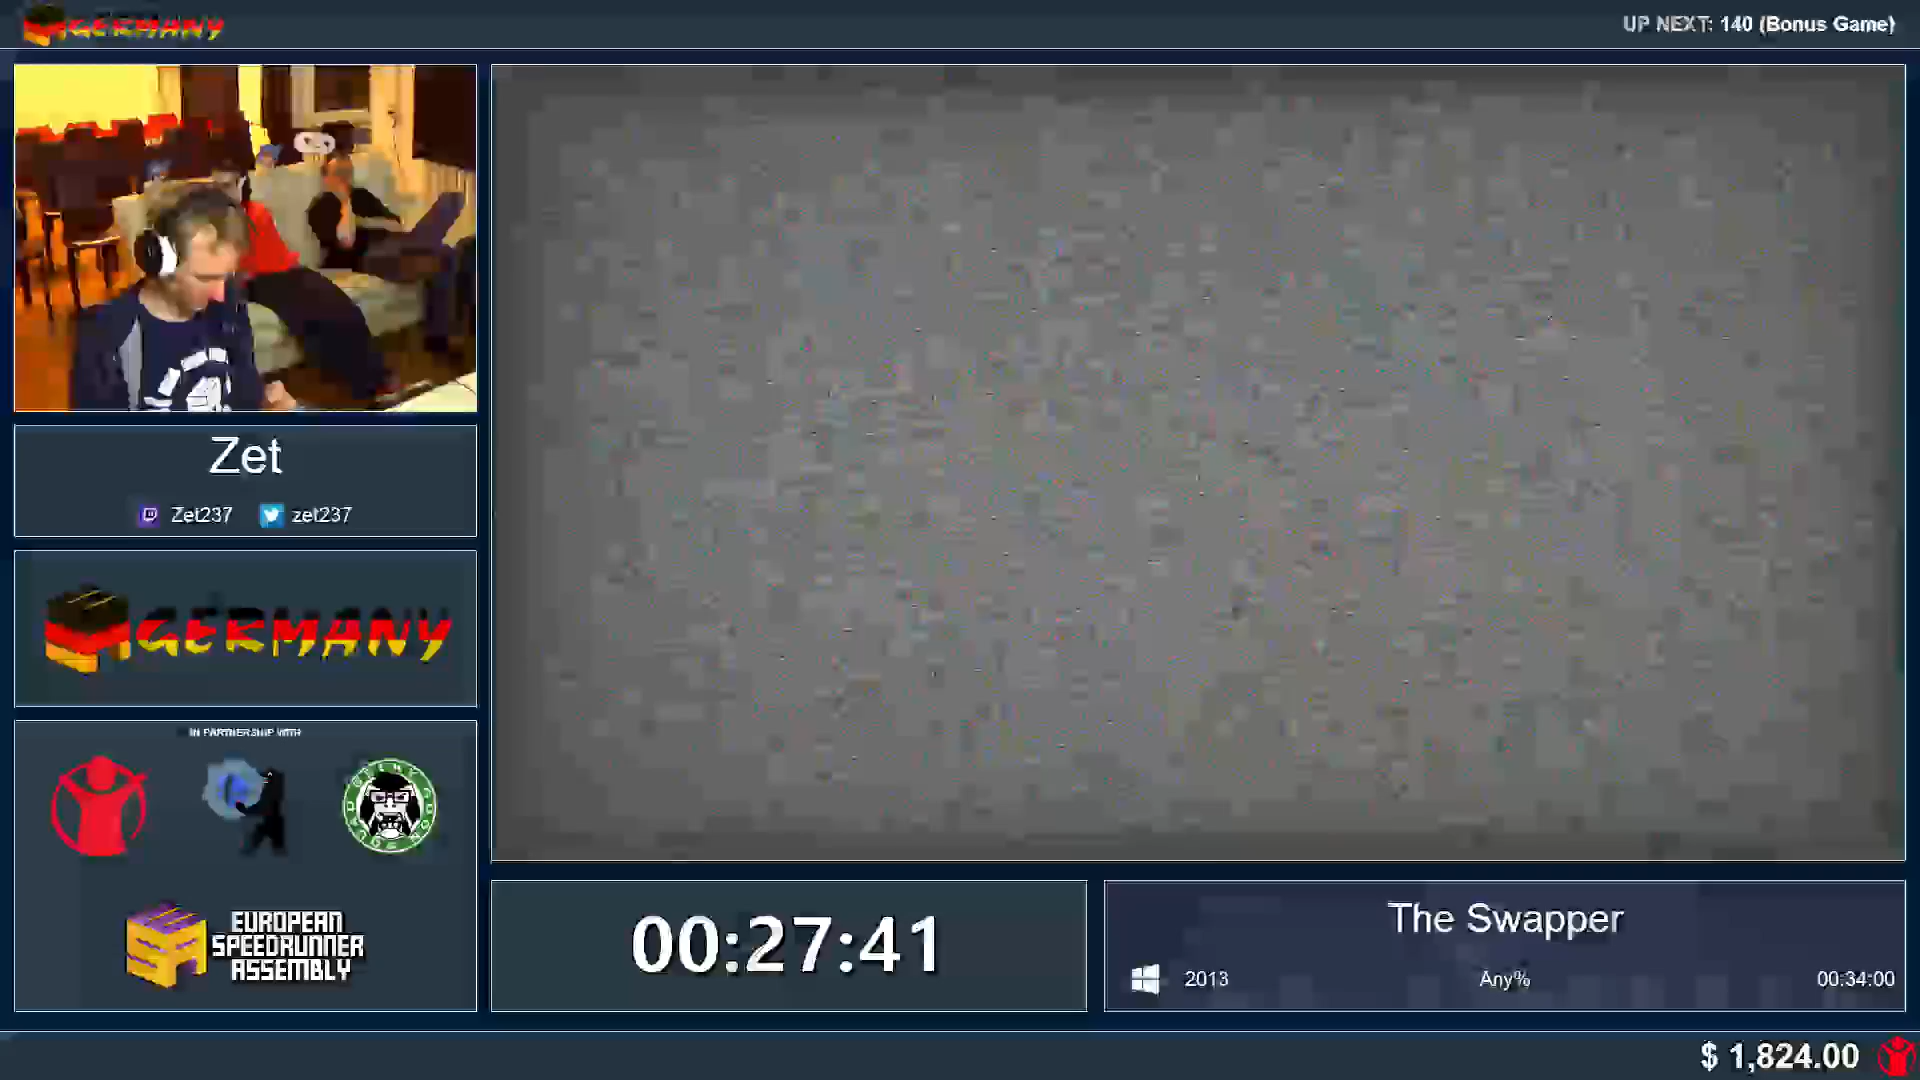 GERMANY
UP NEXT: 140 (Bonus Game)
Zet
Zet237 zet237
GERMANY
IN PARTNERSHIP WITH
EUROPEAN
SPEEDRUNNER
ASSEMBLY
00:27:41
The Swapper
2013 Any% 00:34:00
$ 1,824.00